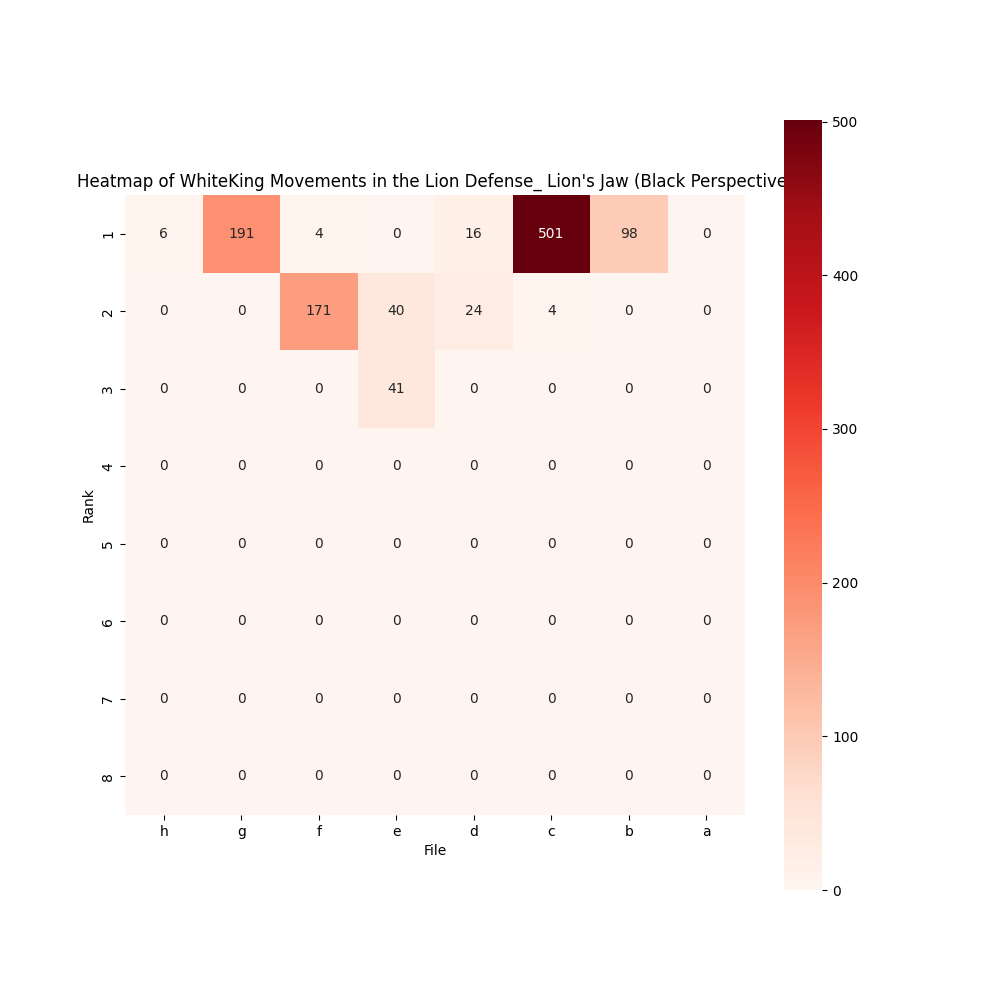 Heatmap of WhiteKing Movements in the Lion Defense_ Lion's Jaw (Black Perspective
500
400
300
200
100
0
Rank
1 6 191 4 0 16 501 98 0
2 0 0 171 40 24 4 0 0
3 0 0 0 41 0 0 0 0
4 0 0 0 0 0 0 0 0
5 0 0 0 0 0 0 0 0
6 0 0 0 0 0 0 0 0
7 0 0 0 0 0 0 0 0
8 0 0 0 0 0 0 0 0
h g f e d c b a
File